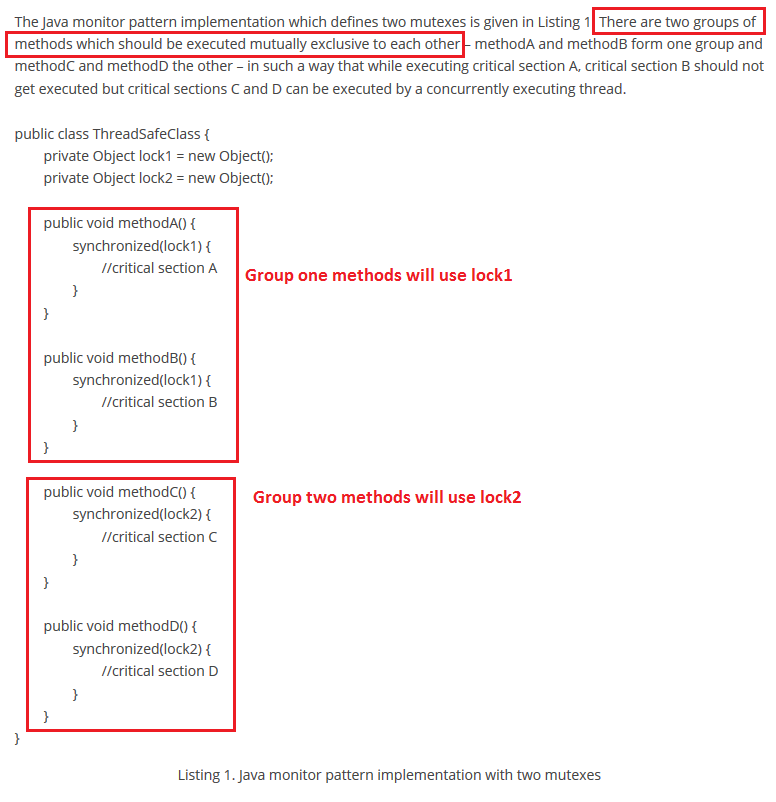 The Java monitor pattern implementation which defines two mutexes is given in Listing 1 There are two groups of
methods which should be executed mutually exclusive to each other – methodA and methodB form one group and
methodC and methodD the other – in such a way that while executing critical section A, critical section B should not
get executed but critical sections C and D can be executed by a concurrently executing thread.
public class ThreadSafeClass {
private Object lock1 = new Object();
private Object lock2 = new Object();
public void methodA() {
synchronized(lock1) {
//critical section A
Group one methods will use lock1
}
}
public void methodB() {
synchronized(lock1) {
//critical section B
}
}
public void methodC() {
Group two methods will use lock2
synchronized(lock2) {
//critical section C
}
}
public void methodD() {
synchronized(lock2) {
//critical section D
}
}
}
Listing 1. Java monitor pattern implementation with two mutexes